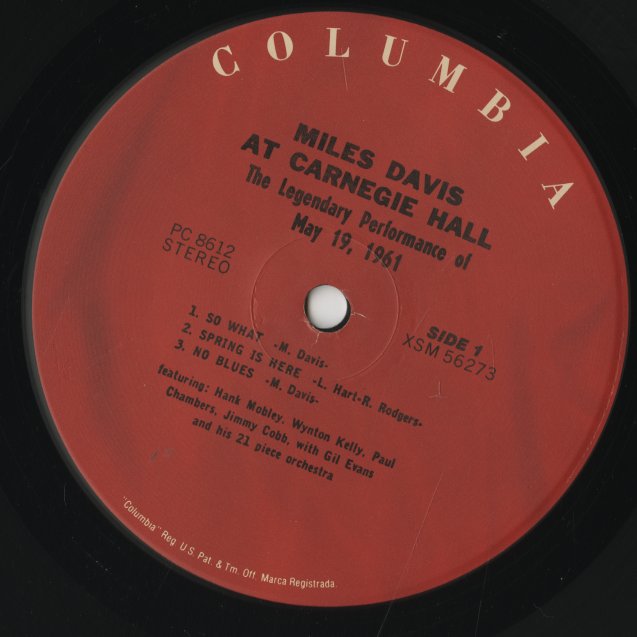 COLUMBIA
MILES DAVIS
AT CARNEGIE HALL
The Legendary Performance of
May 19, 1961
PC 8612
STEREO
SIDE 1
XSM 56273
1. SO WHAT -M. Davis-
2. SPRING IS HERE -L. Hart-R. Rodgers-
3. NO BLUES -M. Davis-
featuring: Hank Mobley, Wynton Kelly, Paul
Chambers, Jimmy Cobb, with Gil Evans
and his 21 piece orchestra
"Columbia" Reg. U.S. Pat. & Tm. Off. Marca Registrada.